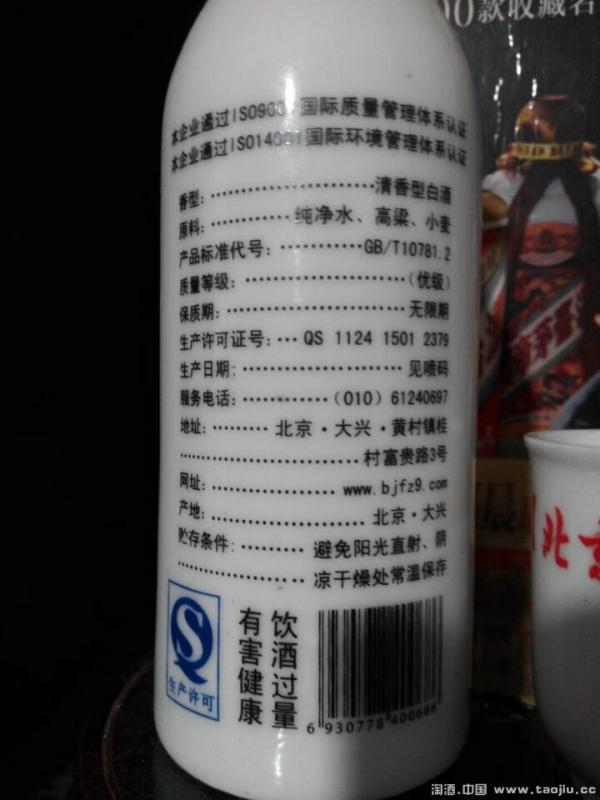 00款收藏名
本企业通过ISO9001国际质量管理体系认证
本企业通过ISO14001国际环境管理体系认证
香型:····················清香型白酒
原料:··········纯净水、高粱、小麦
产品标准代号:···········GB/T10781.2
质量等级:······················(优级)
保质期:························无限期
生产许可证号:··· QS 1124 1501 2379
生产日期:······················见喷码
服务电话:···········(010) 61240697
地址:········ 北京·大兴·黄村镇桂
························村富贵路3号
网址:················ www.bjfz9.com
产地:···················· 北京·大兴
贮存条件:········· 避免阳光直射、阴
··············凉干燥处常温保存
生产许可
饮酒过量
有害健康
6 930778 400686
北京
淘酒.中国 www.taojiu.cc